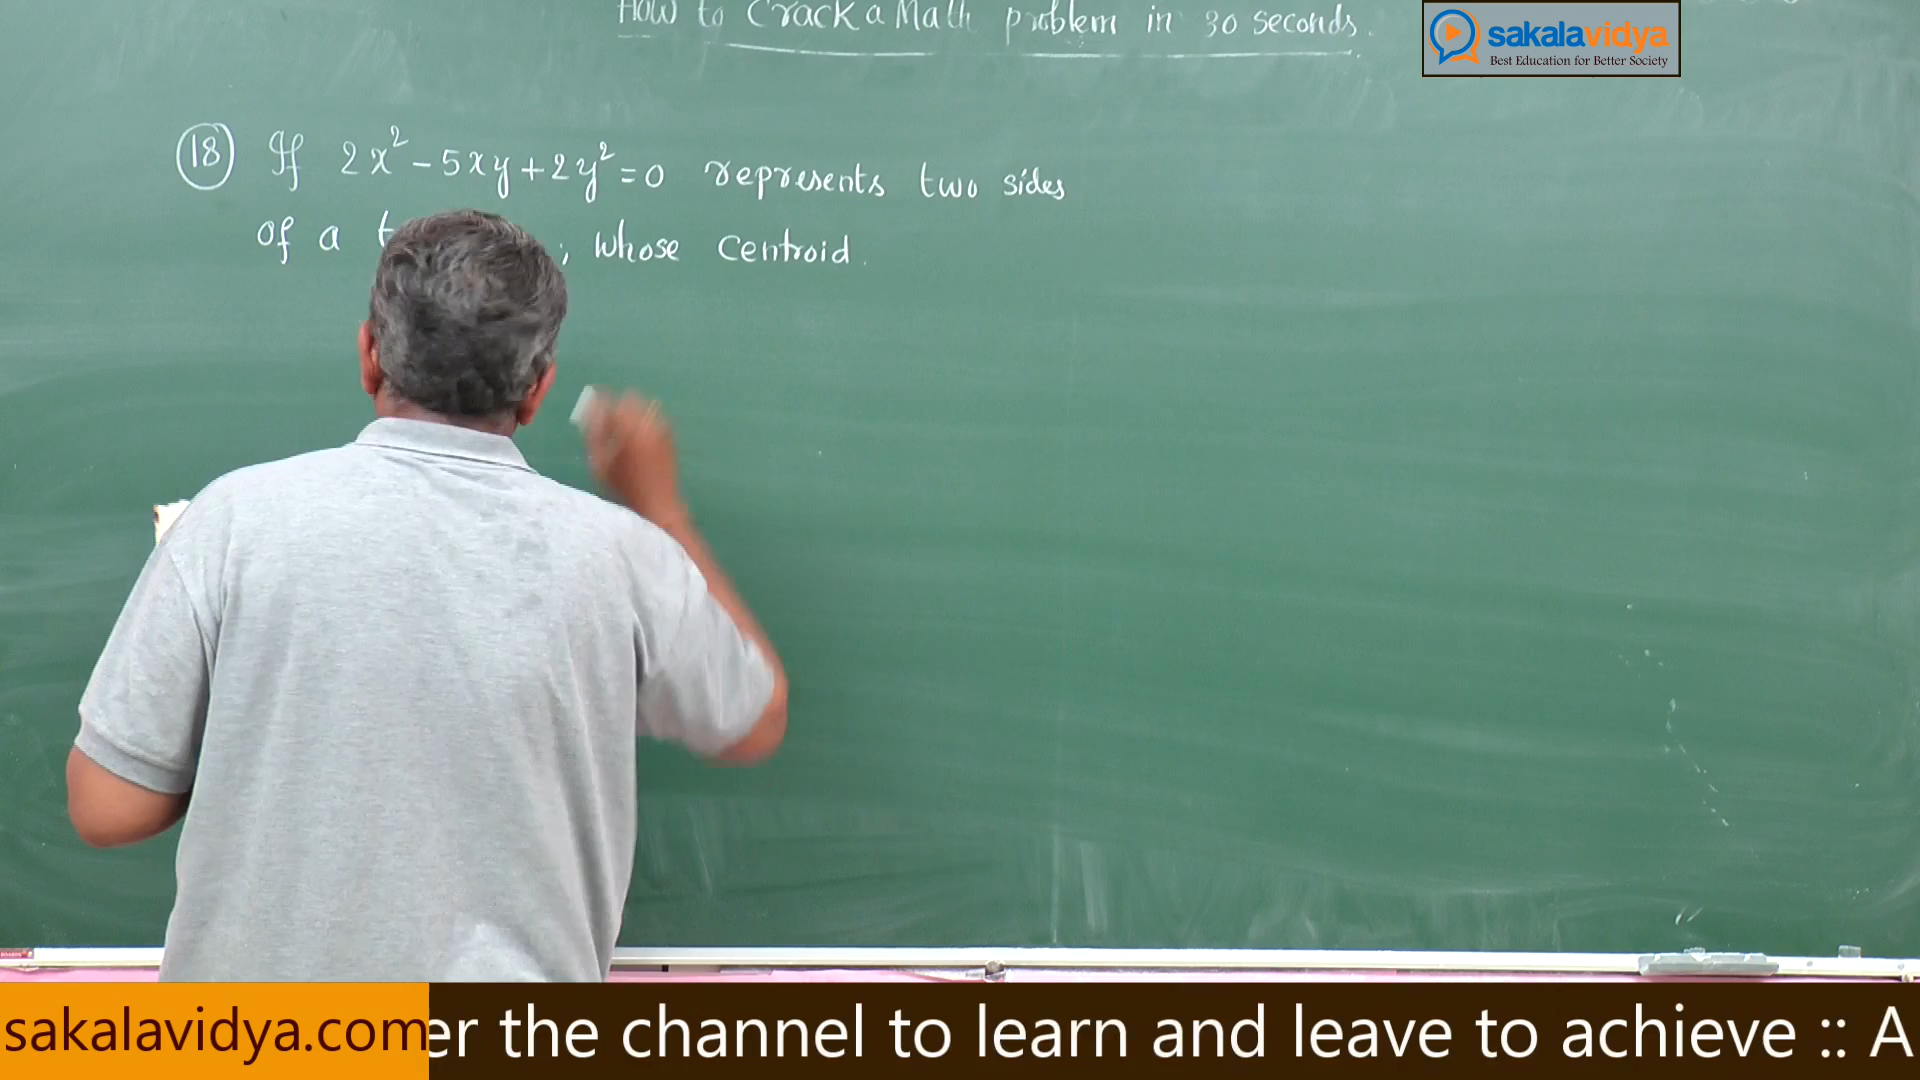 How to Crack a Math problem in 30 seconds.
sakalavidya
Best Education for Better Society
18 If 2x² - 5xy + 2y² = 0 represents two sides
of a ; whose centroid.
sakalavidya.com er the channel to learn and leave to achieve :: A